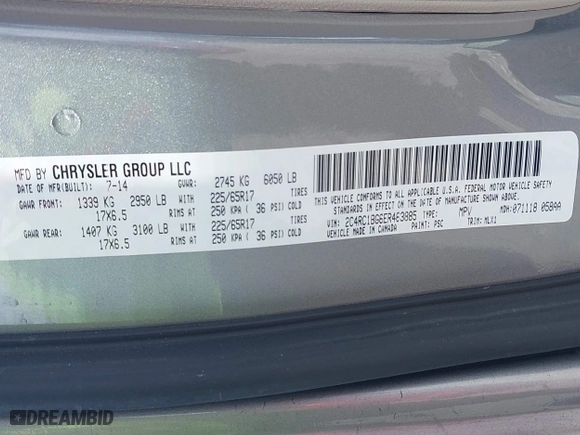 MFD BY CHRYSLER GROUP LLC
DATE OF MFR(BUILT): 7-14 GVWR: 2745 KG 6050 LB
GAWR FRONT: 1339 KG 2950 LB WITH 225/65R17 TIRES
17X6.5 RIMS AT 250 KPA ( 36 PSI) COLD
GAWR REAR: 1407 KG 3100 LB WITH 225/65R17 TIRES
17X6.5 RIMS AT 250 KPA ( 36 PSI) COLD
THIS VEHICLE CONFORMS TO ALL APPLICABLE U.S.A. FEDERAL MOTOR VEHICLE SAFETY
STANDARDS IN EFFECT ON THE DATE OF MANUFACTURE SHOWN ABOVE.
VIN: 2C4RC1BG6ER463885 TYPE: MPV MDH: 071118 058AA
VEHICLE MADE IN CANADA PAINT: PSC TRIM: MLX1
DREAMBID